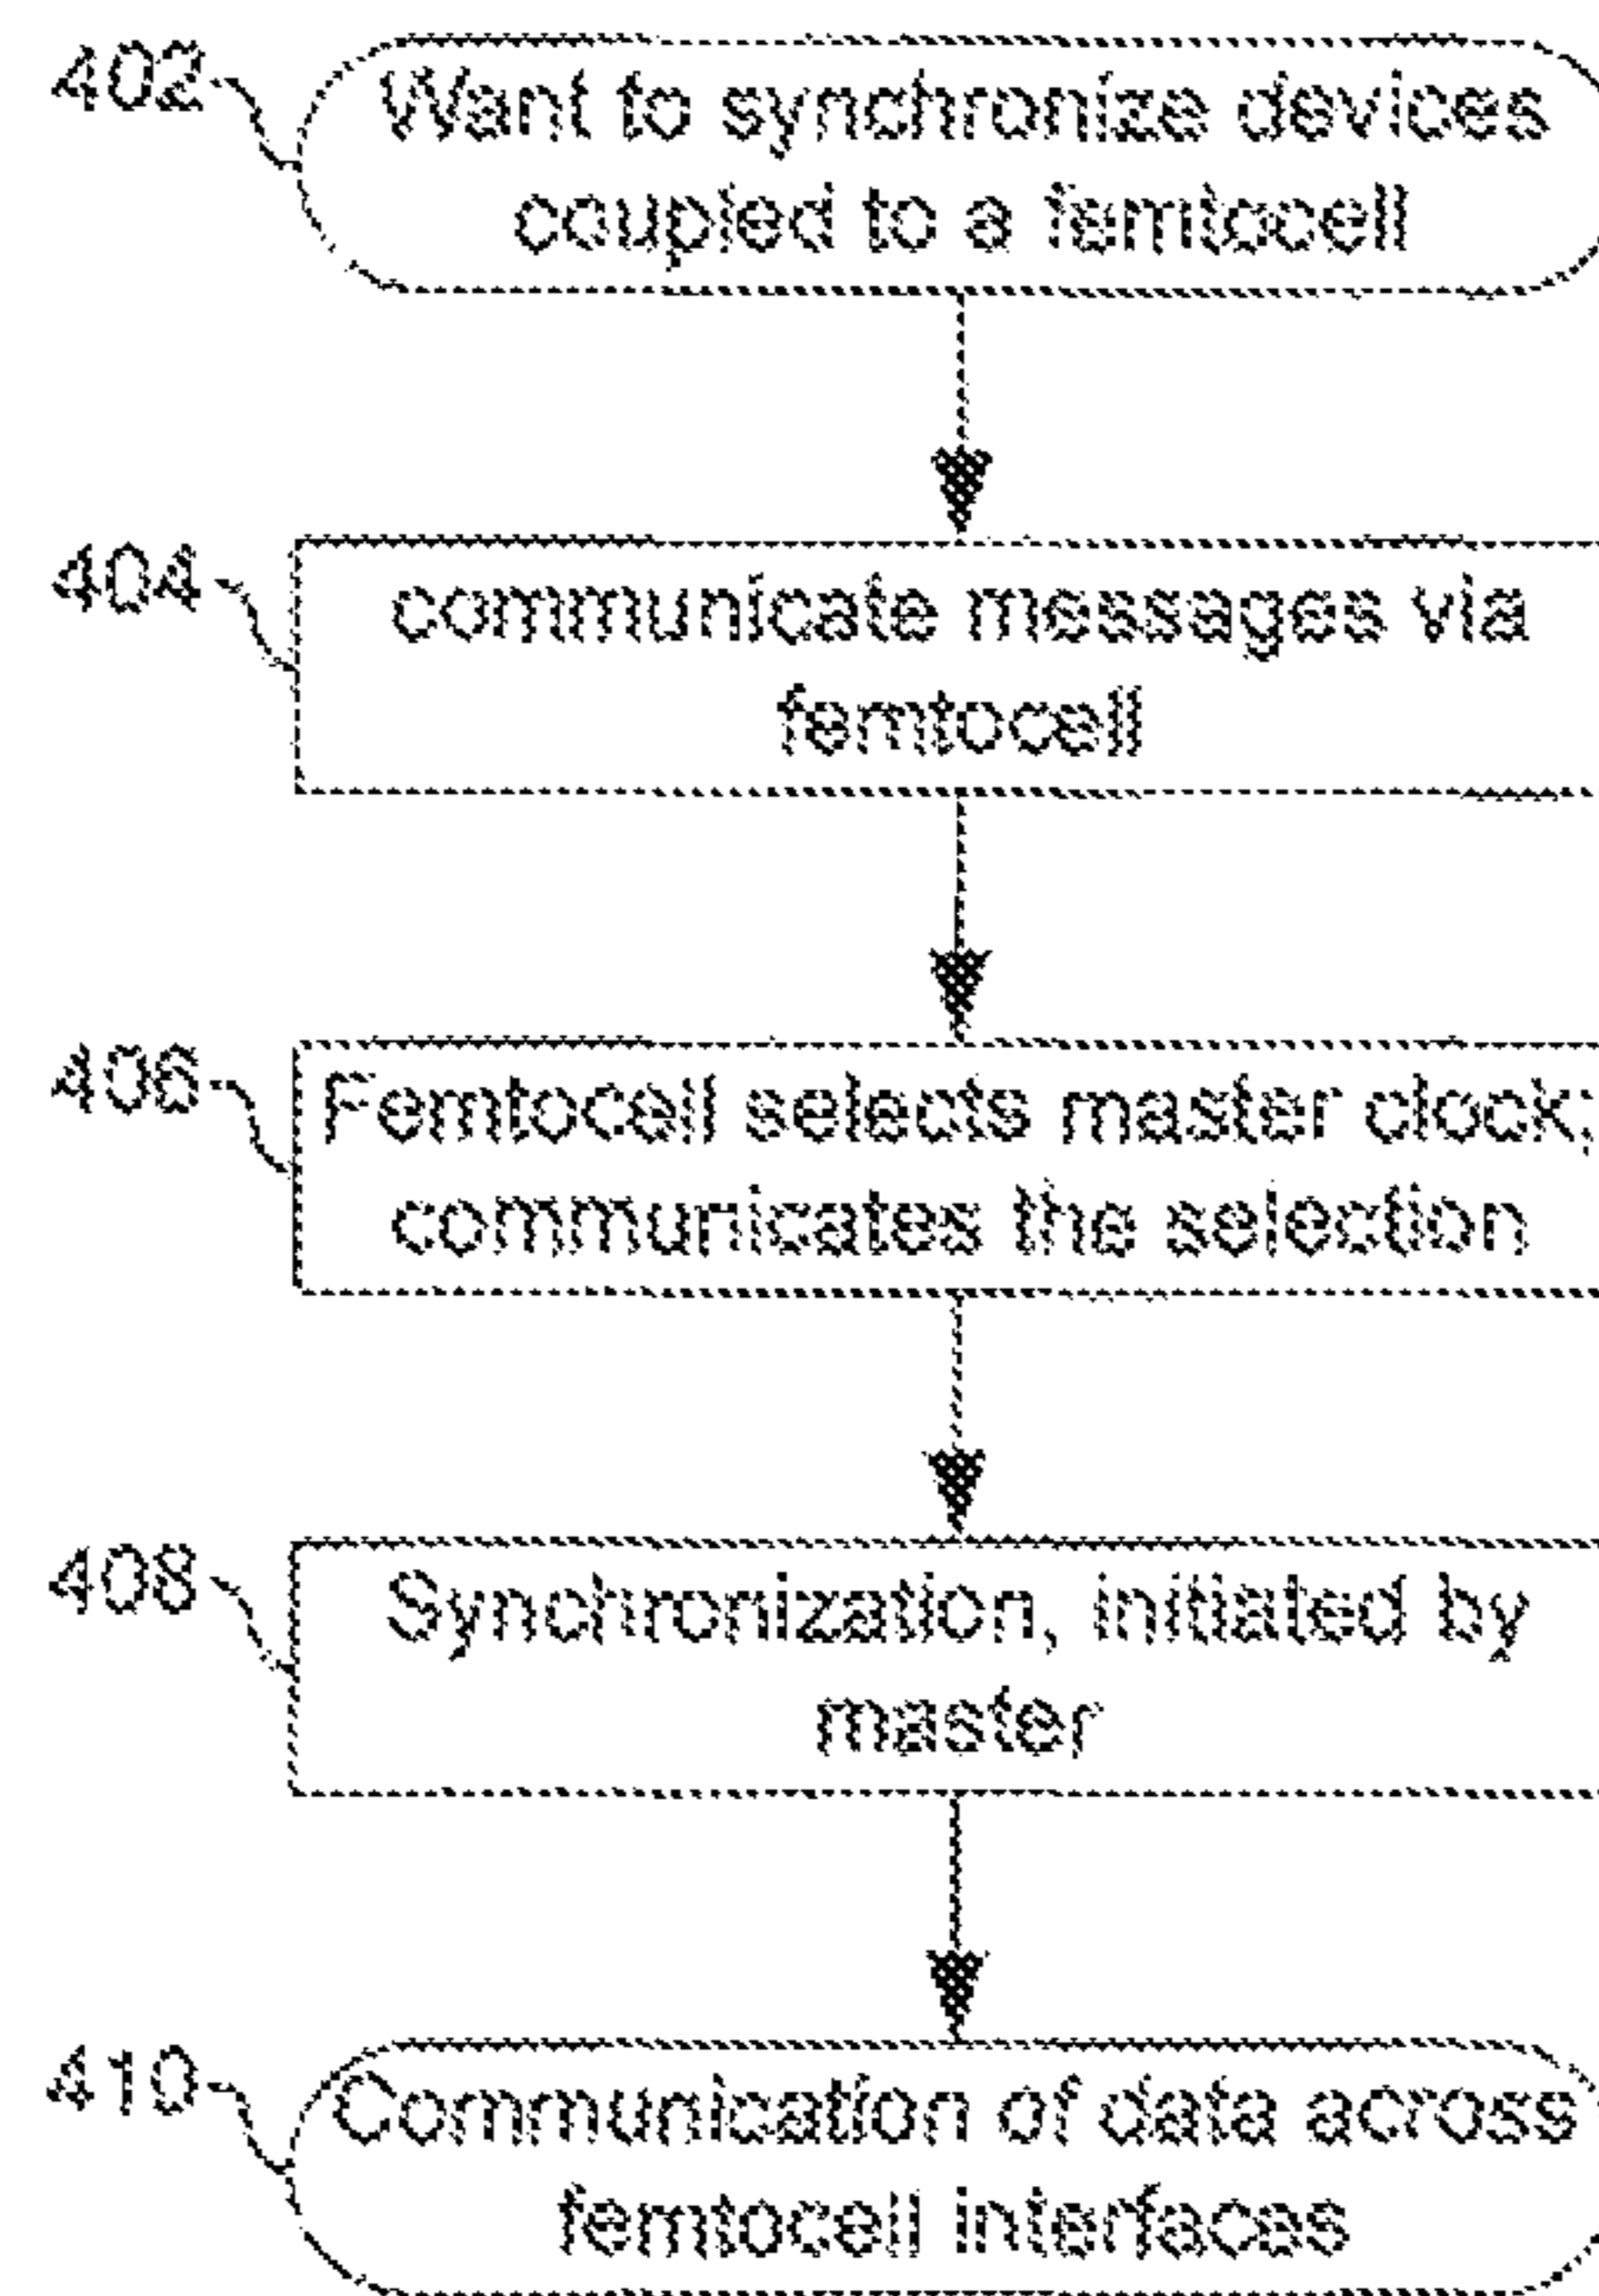 402
Want to synchronize devices
coupled to a femtocell
404
communicate messages via
femtocell
406
Femtocell selects master clock;
communicates the selection
408
Synchronization, initiated by
master
410
Communication of data across
femtocell interfaces